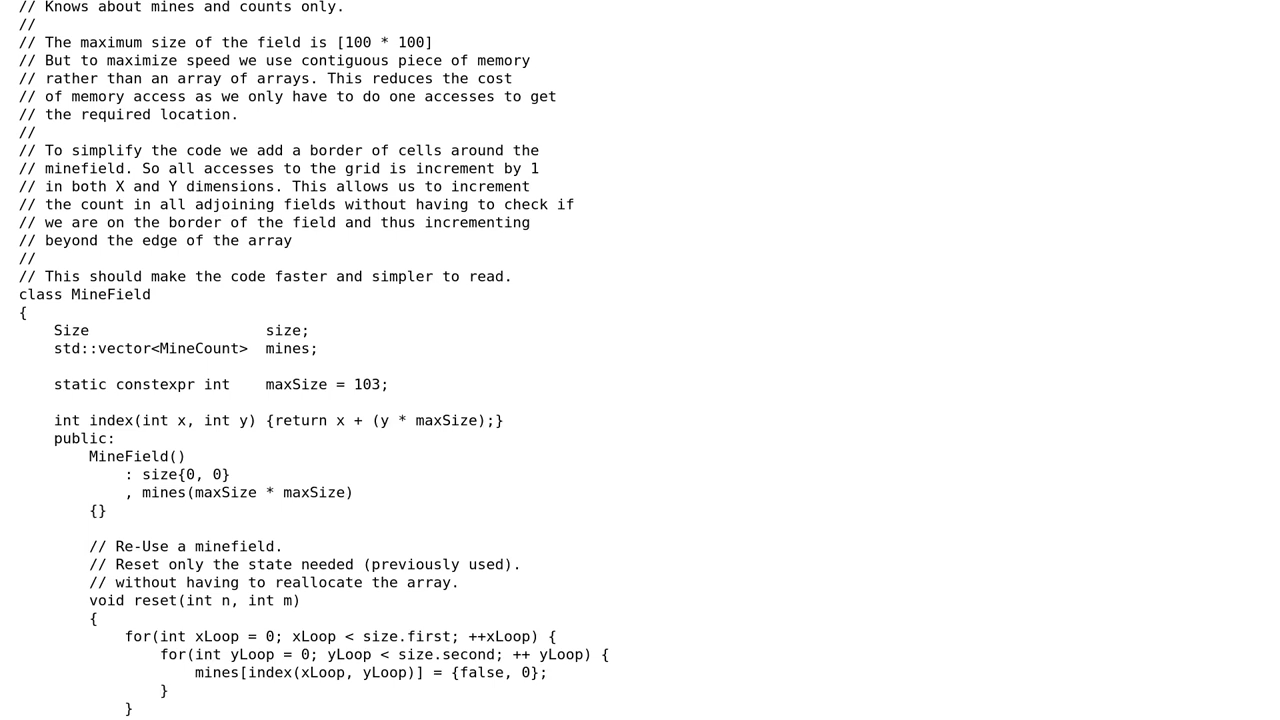 // Knows about mines and counts only.
//
// The maximum size of the field is [100 * 100]
// But to maximize speed we use contiguous piece of memory
// rather than an array of arrays. This reduces the cost
// of memory access as we only have to do one accesses to get
// the required location.
//
// To simplify the code we add a border of cells around the
// minefield. So all accesses to the grid is increment by 1
// in both X and Y dimensions. This allows us to increment
// the count in all adjoining fields without having to check if
// we are on the border of the field and thus incrementing
// beyond the edge of the array
//
// This should make the code faster and simpler to read.
class MineField
{
    Size                    size;
    std::vector<MineCount>  mines;

    static constexpr int    maxSize = 103;

    int index(int x, int y) {return x + (y * maxSize);}
    public:
        MineField()
            : size{0, 0}
            , mines(maxSize * maxSize)
        {}

        // Re-Use a minefield.
        // Reset only the state needed (previously used).
        // without having to reallocate the array.
        void reset(int n, int m)
        {
            for(int xLoop = 0; xLoop < size.first; ++xLoop) {
                for(int yLoop = 0; yLoop < size.second; ++ yLoop) {
                    mines[index(xLoop, yLoop)] = {false, 0};
                }
            }